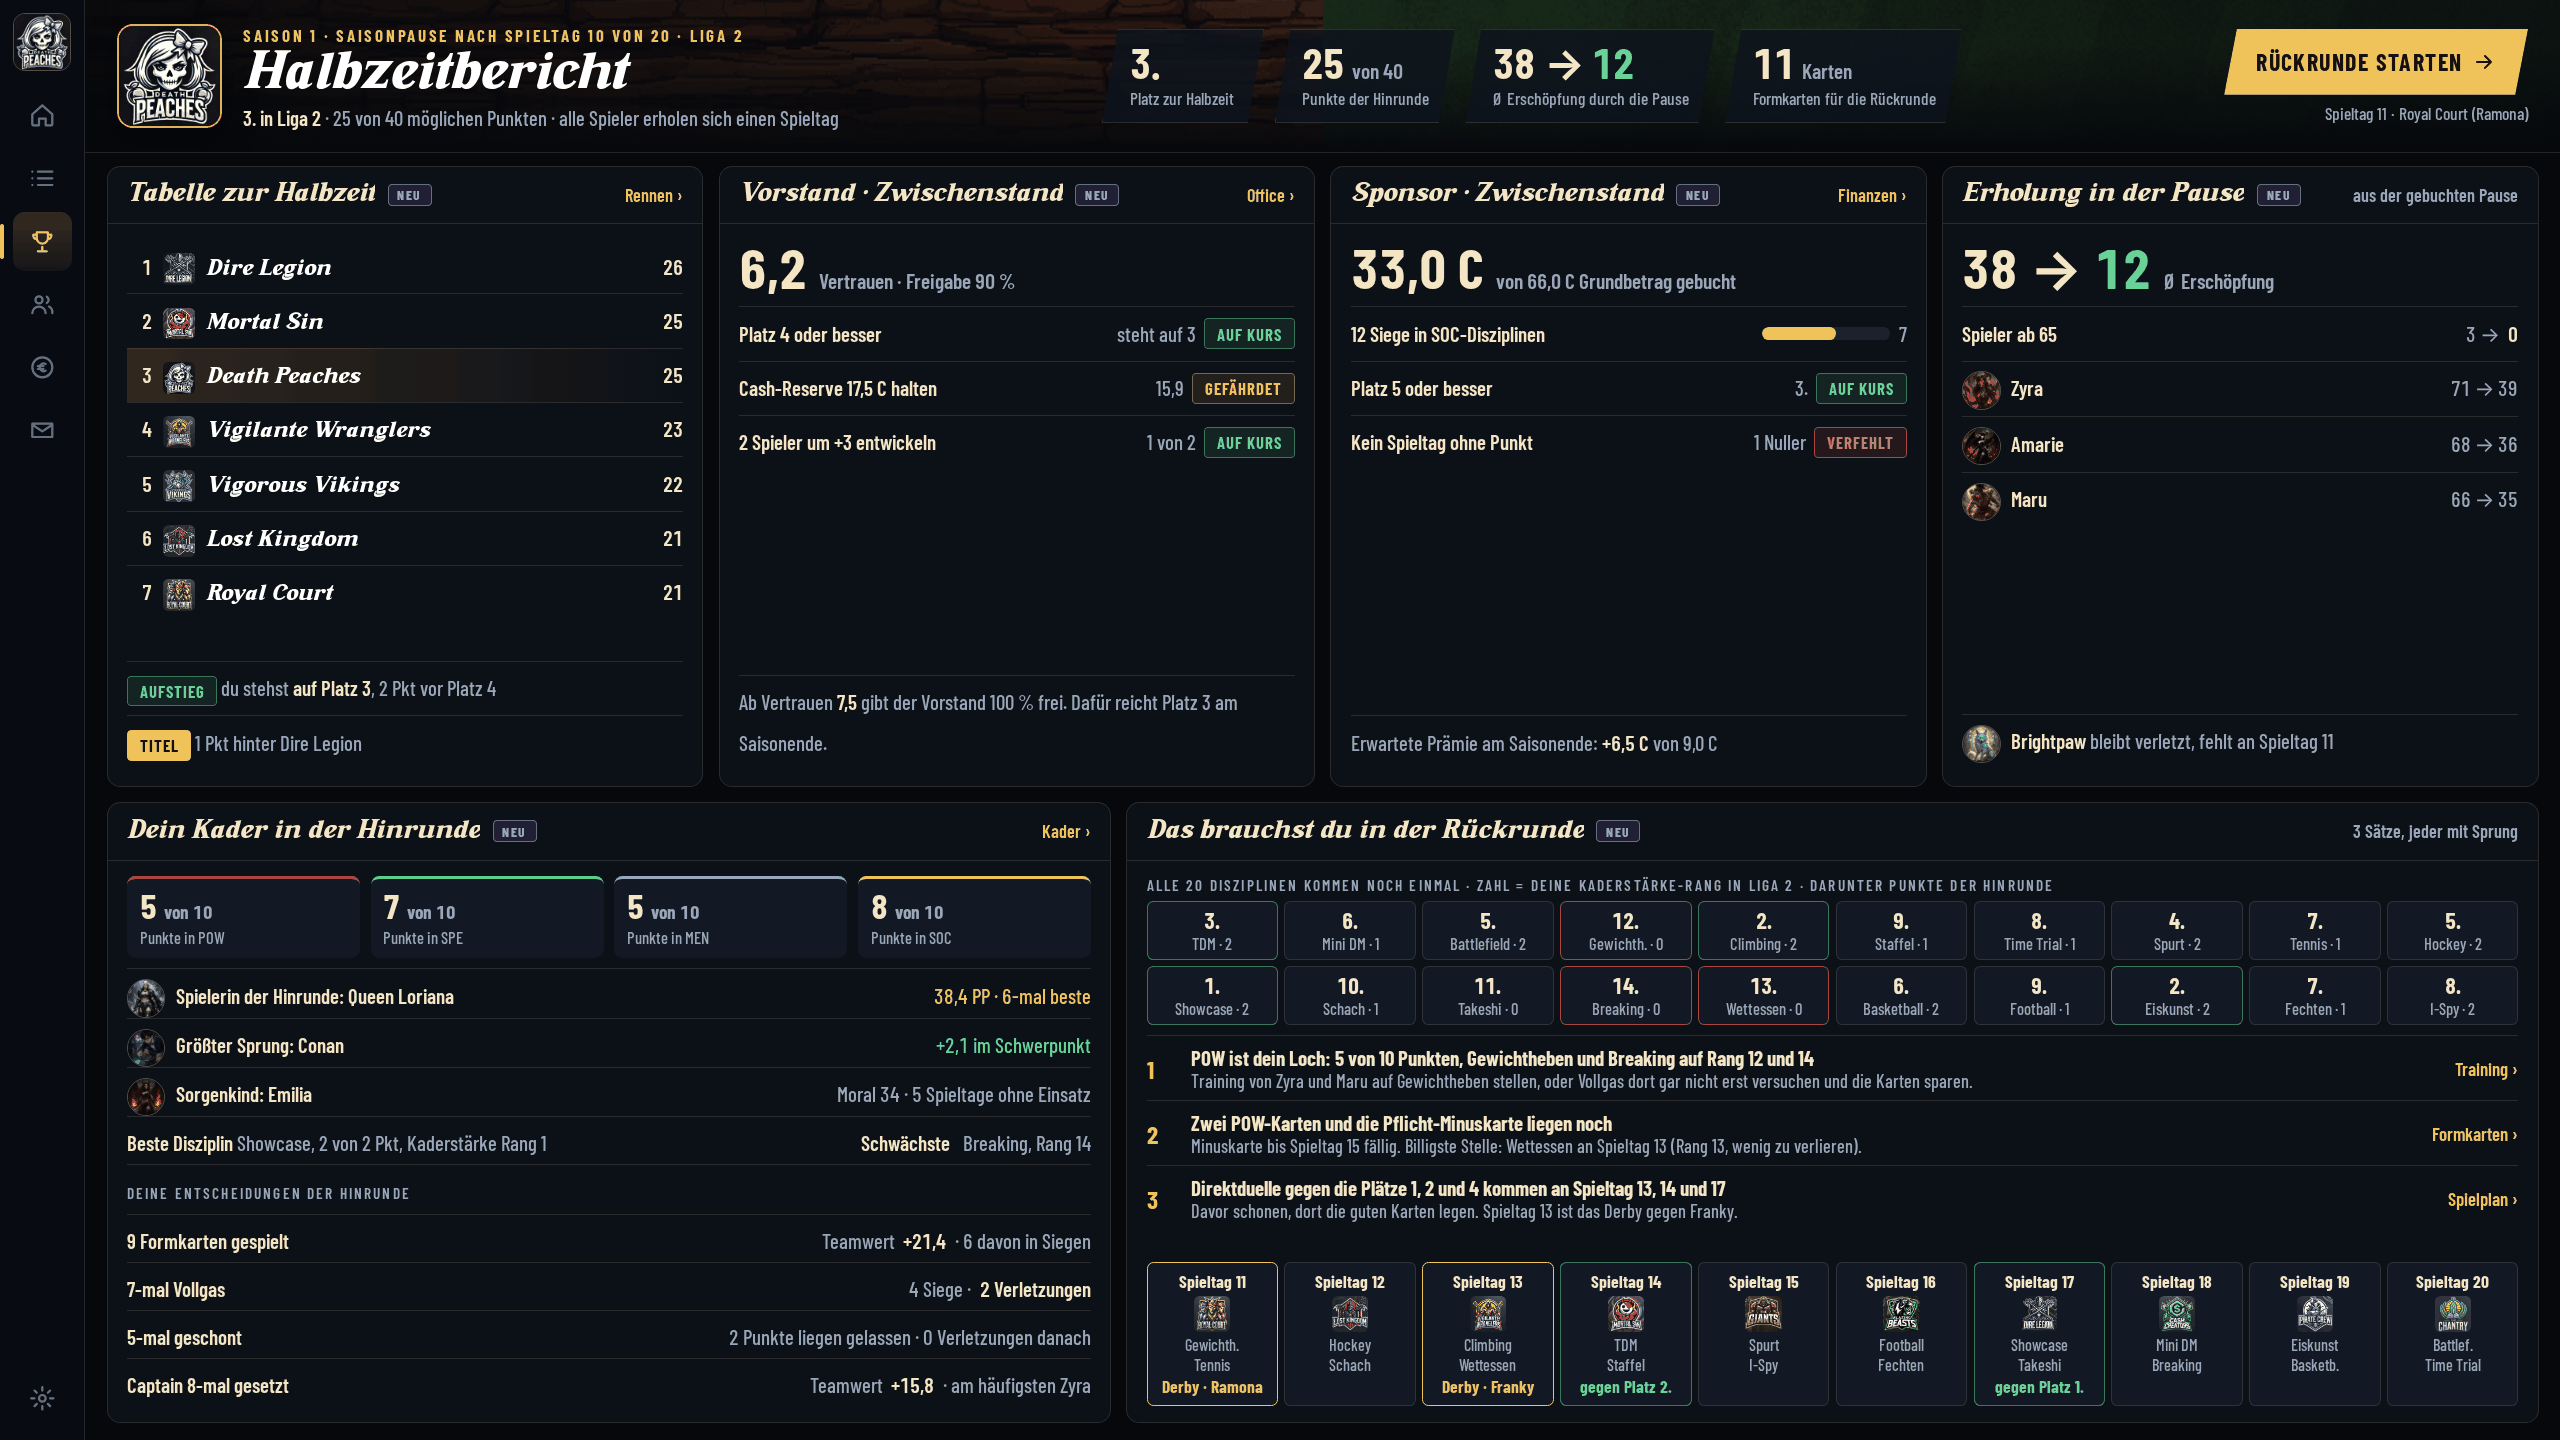 DEATH
PEACHES
SAISON 1 · SAISONPAUSE NACH SPIELTAG 10 VON 20 · LIGA 2
Halbzeitbericht
3. in Liga 2 · 25 von 40 möglichen Punkten · alle Spieler erholen sich einen Spieltag
3.
Platz zur Halbzeit
25 von 40
Punkte der Hinrunde
38 → 12
Ø Erschöpfung durch die Pause
11 Karten
Formkarten für die Rückrunde
RÜCKRUNDE STARTEN →
Spieltag 11 · Royal Court (Ramona)
Tabelle zur Halbzeit NEU Rennen ›
1 Dire Legion 26
2 Mortal Sin 25
3 Death Peaches 25
4 Vigilante Wranglers 23
5 Vigorous Vikings 22
6 Lost Kingdom 21
7 Royal Court 21
AUFSTIEG du stehst auf Platz 3, 2 Pkt vor Platz 4
TITEL 1 Pkt hinter Dire Legion
Vorstand · Zwischenstand NEU Office ›
6,2 Vertrauen · Freigabe 90 %
Platz 4 oder besser steht auf 3 AUF KURS
Cash-Reserve 17,5 C halten 15,9 GEFÄHRDET
2 Spieler um +3 entwickeln 1 von 2 AUF KURS
Ab Vertrauen 7,5 gibt der Vorstand 100 % frei. Dafür reicht Platz 3 am
Saisonende.
Sponsor · Zwischenstand NEU Finanzen ›
33,0 C von 66,0 C Grundbetrag gebucht
12 Siege in SOC-Disziplinen 7
Platz 5 oder besser 3. AUF KURS
Kein Spieltag ohne Punkt 1 Nuller VERFEHLT
Erwartete Prämie am Saisonende: +6,5 C von 9,0 C
Erholung in der Pause NEU aus der gebuchten Pause
38 → 12 Ø Erschöpfung
Spieler ab 65 3 → 0
Zyra 71 → 39
Amarie 68 → 36
Maru 66 → 35
Brightpaw bleibt verletzt, fehlt an Spieltag 11
Dein Kader in der Hinrunde NEU Kader ›
5 von 10
Punkte in POW
7 von 10
Punkte in SPE
5 von 10
Punkte in MEN
8 von 10
Punkte in SOC
Spielerin der Hinrunde: Queen Loriana 38,4 PP · 6-mal beste
Größter Sprung: Conan +2,1 im Schwerpunkt
Sorgenkind: Emilia Moral 34 · 5 Spieltage ohne Einsatz
Beste Disziplin Showcase, 2 von 2 Pkt, Kaderstärke Rang 1 Schwächste Breaking, Rang 14
DEINE ENTSCHEIDUNGEN DER HINRUNDE
9 Formkarten gespielt Teamwert +21,4 · 6 davon in Siegen
7-mal Vollgas 4 Siege · 2 Verletzungen
5-mal geschont 2 Punkte liegen gelassen · 0 Verletzungen danach
Captain 8-mal gesetzt Teamwert +15,8 · am häufigsten Zyra
Das brauchst du in der Rückrunde NEU 3 Sätze, jeder mit Sprung
ALLE 20 DISZIPLINEN KOMMEN NOCH EINMAL · ZAHL = DEINE KADERSTÄRKE-RANG IN LIGA 2 · DARUNTER PUNKTE DER HINRUNDE
3. 6. 5. 12. 2. 9. 8. 4. 7. 5.
TDM · 2 Mini DM · 1 Battlefield · 2 Gewichth. · 0 Climbing · 2 Staffel · 1 Time Trial · 1 Spurt · 2 Tennis · 1 Hockey · 2
1. 10. 11. 14. 13. 6. 9. 2. 7. 8.
Showcase · 2 Schach · 1 Takeshi · 0 Breaking · 0 Wettessen · 0 Basketball · 2 Football · 1 Eiskunst · 2 Fechten · 1 I-Spy · 2
1 POW ist dein Loch: 5 von 10 Punkten, Gewichtheben und Breaking auf Rang 12 und 14
Training von Zyra und Maru auf Gewichtheben stellen, oder Vollgas dort gar nicht erst versuchen und die Karten sparen.
Training ›
2 Zwei POW-Karten und die Pflicht-Minuskarte liegen noch
Minuskarte bis Spieltag 15 fällig. Billigste Stelle: Wettessen an Spieltag 13 (Rang 13, wenig zu verlieren).
Formkarten ›
3 Direktduelle gegen die Plätze 1, 2 und 4 kommen an Spieltag 13, 14 und 17
Davor schonen, dort die guten Karten legen. Spieltag 13 ist das Derby gegen Franky.
Spielplan ›
Spieltag 11
Gewichth.
Tennis
Derby · Ramona
Spieltag 12
Hockey
Schach
Spieltag 13
Climbing
Wettessen
Derby · Franky
Spieltag 14
TDM
Staffel
gegen Platz 2.
Spieltag 15
Spurt
I-Spy
Spieltag 16
Football
Fechten
Spieltag 17
Showcase
Takeshi
gegen Platz 1.
Spieltag 18
Mini DM
Breaking
Spieltag 19
Eiskunst
Basketb.
Spieltag 20
Battlef.
Time Trial